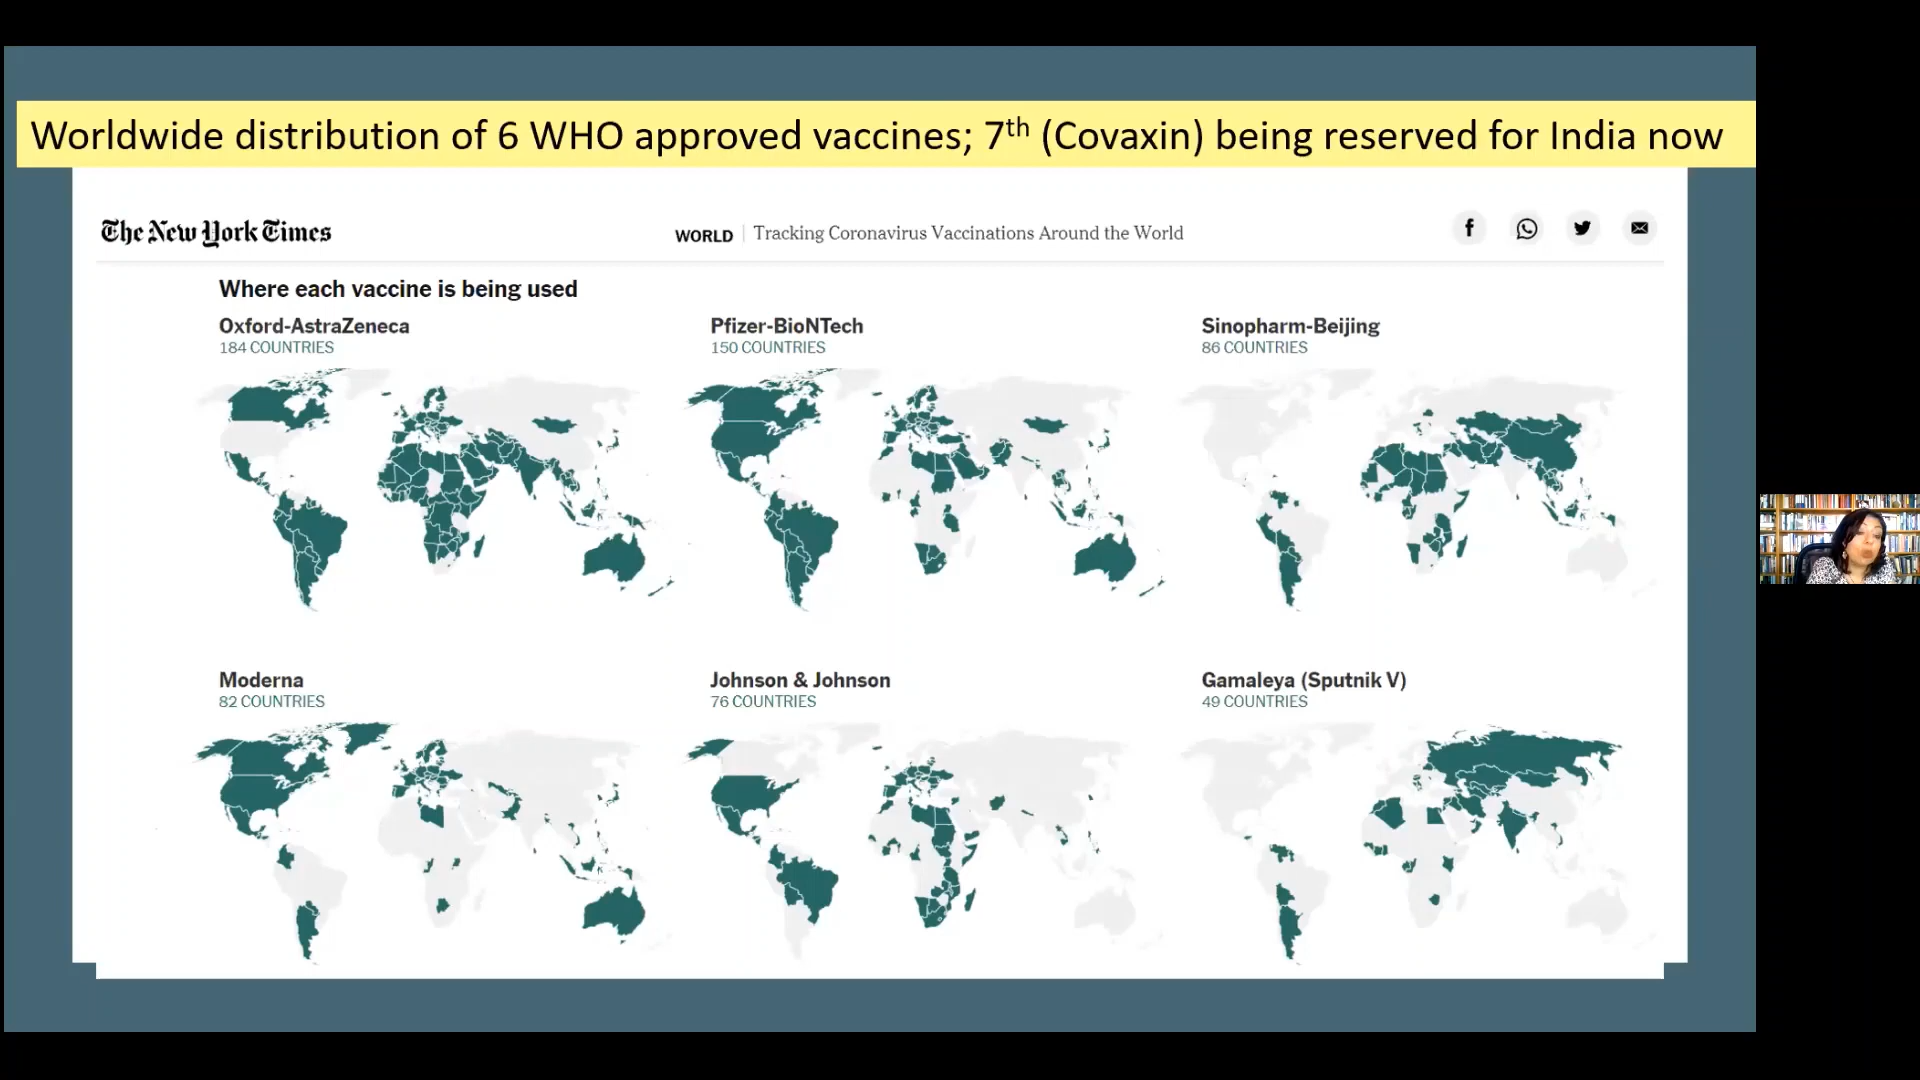 Worldwide distribution of 6 WHO approved vaccines; 7th (Covaxin) being reserved for India now
The New York Times
WORLD | Tracking Coronavirus Vaccinations Around the World
Where each vaccine is being used
Oxford-AstraZeneca
184 COUNTRIES
Pfizer-BioNTech
150 COUNTRIES
Sinopharm-Beijing
86 COUNTRIES
Moderna
82 COUNTRIES
Johnson & Johnson
76 COUNTRIES
Gamaleya (Sputnik V)
49 COUNTRIES